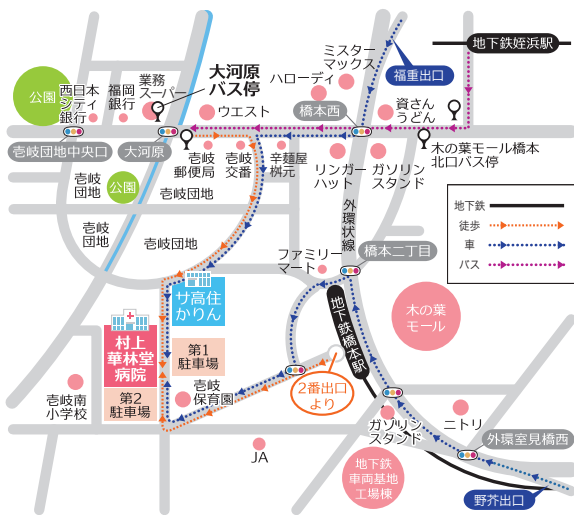 地下鉄姪浜駅
ミスター
マックス
福重出口
大河原
バス停
業務
スーパー
福岡
銀行
西日本
シティ
銀行
公園
ハローディ
ウエスト
橋本西
資さん
うどん
木の葉モール橋本
北口バス停
壱岐団地中央口
大河原
壱岐
郵便局
壱岐
交番
辛麺屋
桝元
リンガー
ハット
ガソリン
スタンド
壱岐
団地
公園
壱岐団地
外環状線
地下鉄
徒歩
車
バス
壱岐
団地
壱岐団地
ファミリー
マート
橋本二丁目
サ高住
かりん
地下鉄橋本駅
木の葉
モール
村上
華林堂
病院
第1
駐車場
第2
駐車場
壱岐
保育園
2番出口
より
壱岐南
小学校
ガソリン
スタンド
ニトリ
外環室見橋西
JA
地下鉄
車両基地
工場棟
野芥出口